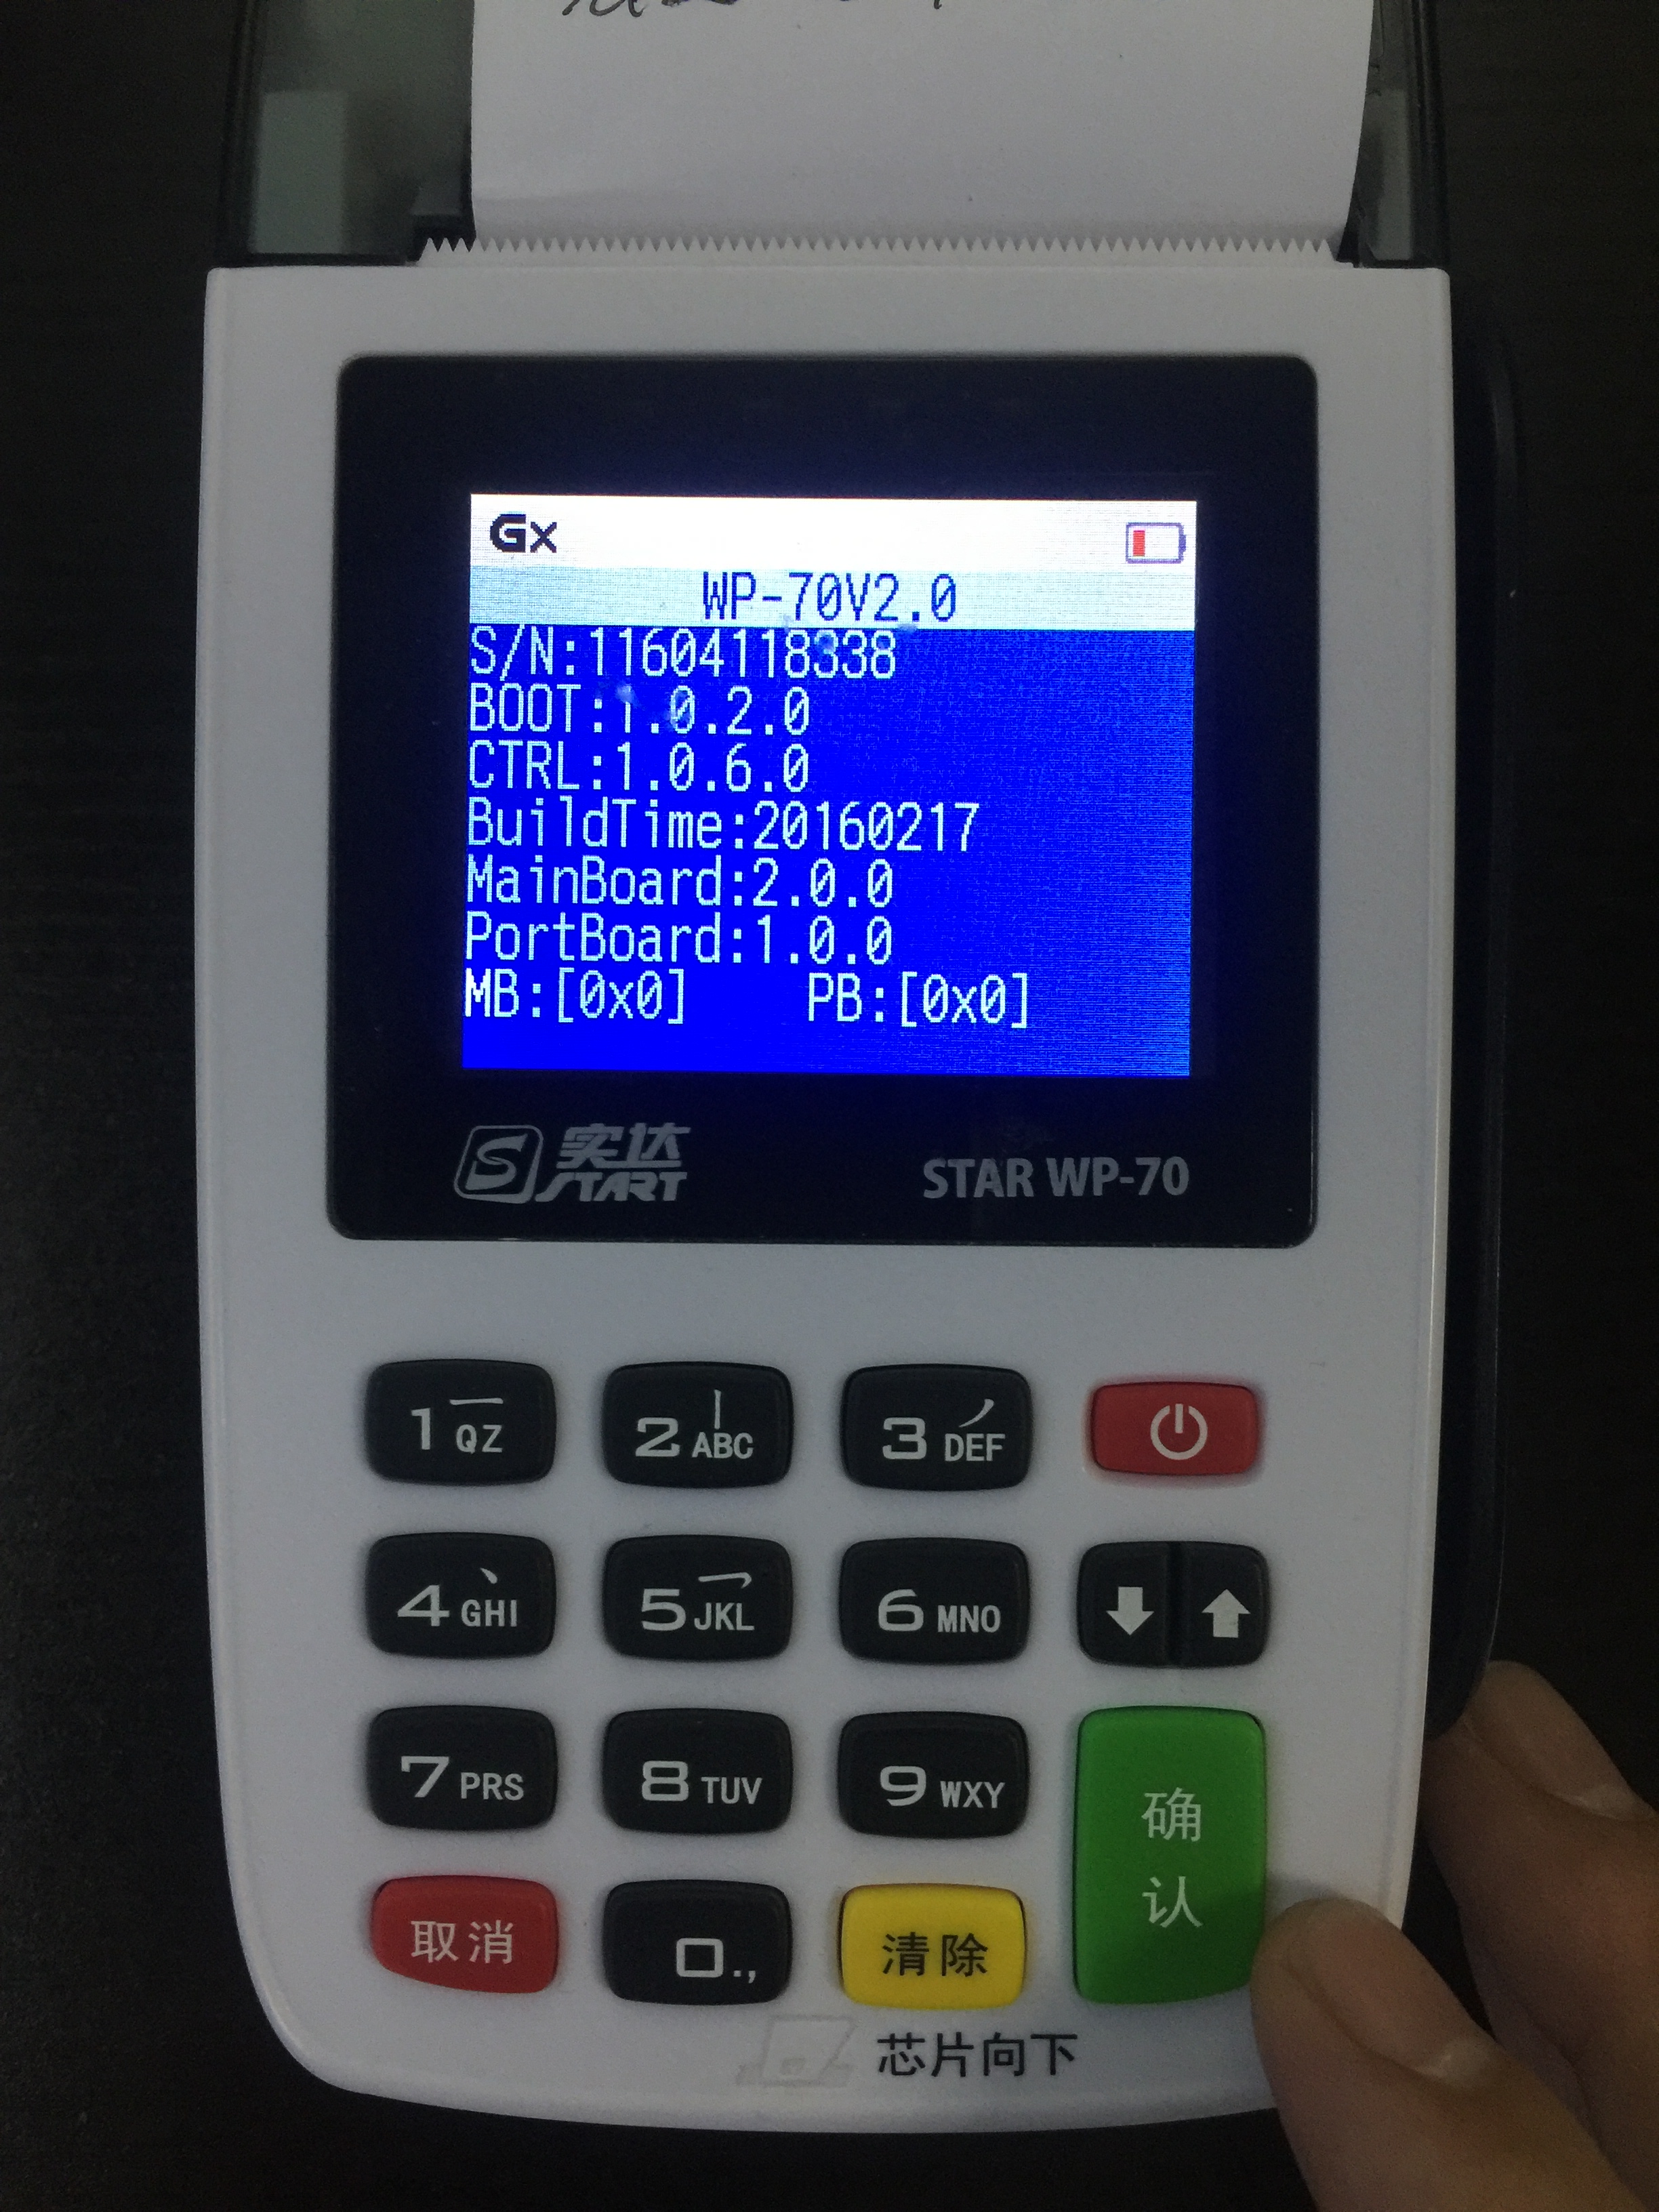 Gx
WP-70V2.0
S/N:11604118338
BOOT:1.0.2.0
CTRL:1.0.6.0
BuildTime:20160217
MainBoard:2.0.0
PortBoard:1.0.0
MB:[0x0] PB:[0x0]
实达
START
STAR WP-70
1 QZ 2 ABC 3 DEF
4 GHI 5 JKL 6 MNO
7 PRS 8 TUV 9 WXY
确认
取消 0., 清除
芯片向下